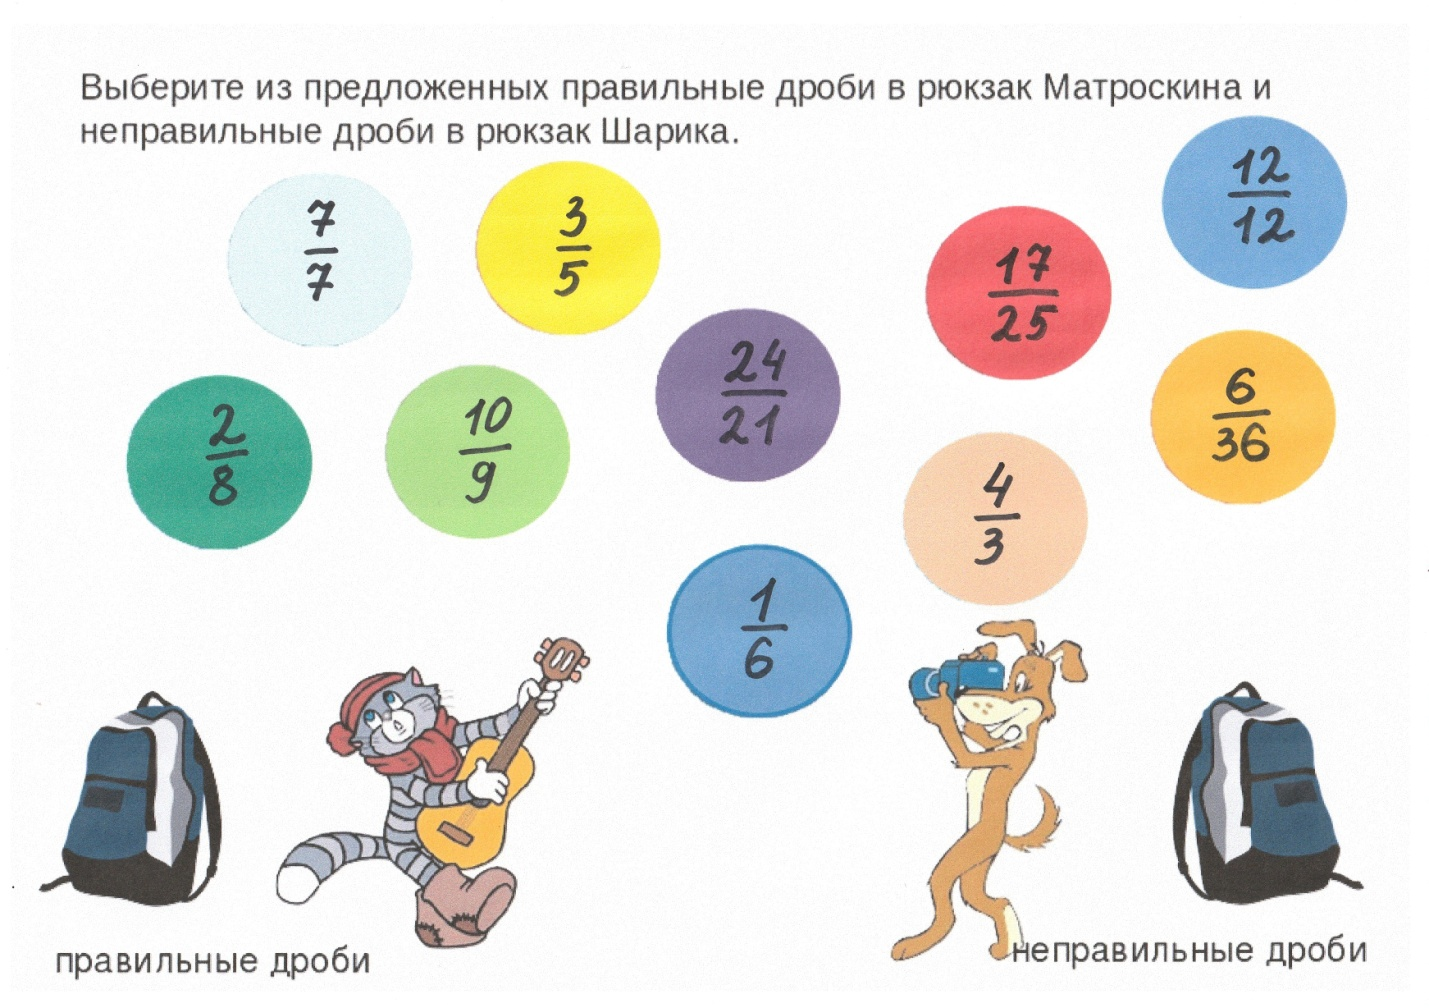 Выберите из предложенных правильные дроби в рюкзак Матроскина и
неправильные дроби в рюкзак Шарика.
7/7
3/5
17/25
12/12
2/8
10/9
24/21
4/3
6/36
1/6
правильные дроби
неправильные дроби